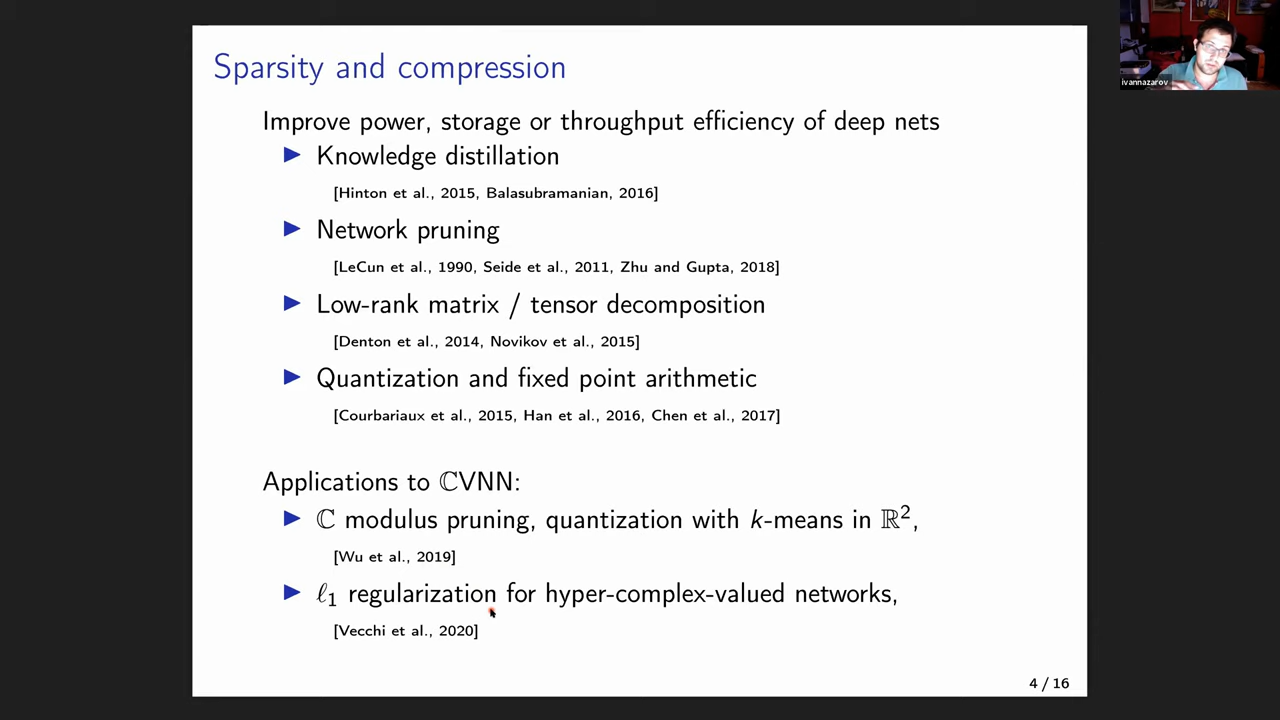 Sparsity and compression
ivannazarov
Improve power, storage or throughput efficiency of deep nets
▶ Knowledge distillation
[Hinton et al., 2015, Balasubramanian, 2016]
▶ Network pruning
[LeCun et al., 1990, Seide et al., 2011, Zhu and Gupta, 2018]
▶ Low-rank matrix / tensor decomposition
[Denton et al., 2014, Novikov et al., 2015]
▶ Quantization and fixed point arithmetic
[Courbariaux et al., 2015, Han et al., 2016, Chen et al., 2017]
Applications to ℂVNN:
▶ ℂ modulus pruning, quantization with k-means in ℝ²,
[Wu et al., 2019]
▶ ℓ₁ regularization for hyper-complex-valued networks,
[Vecchi et al., 2020]
4 / 16